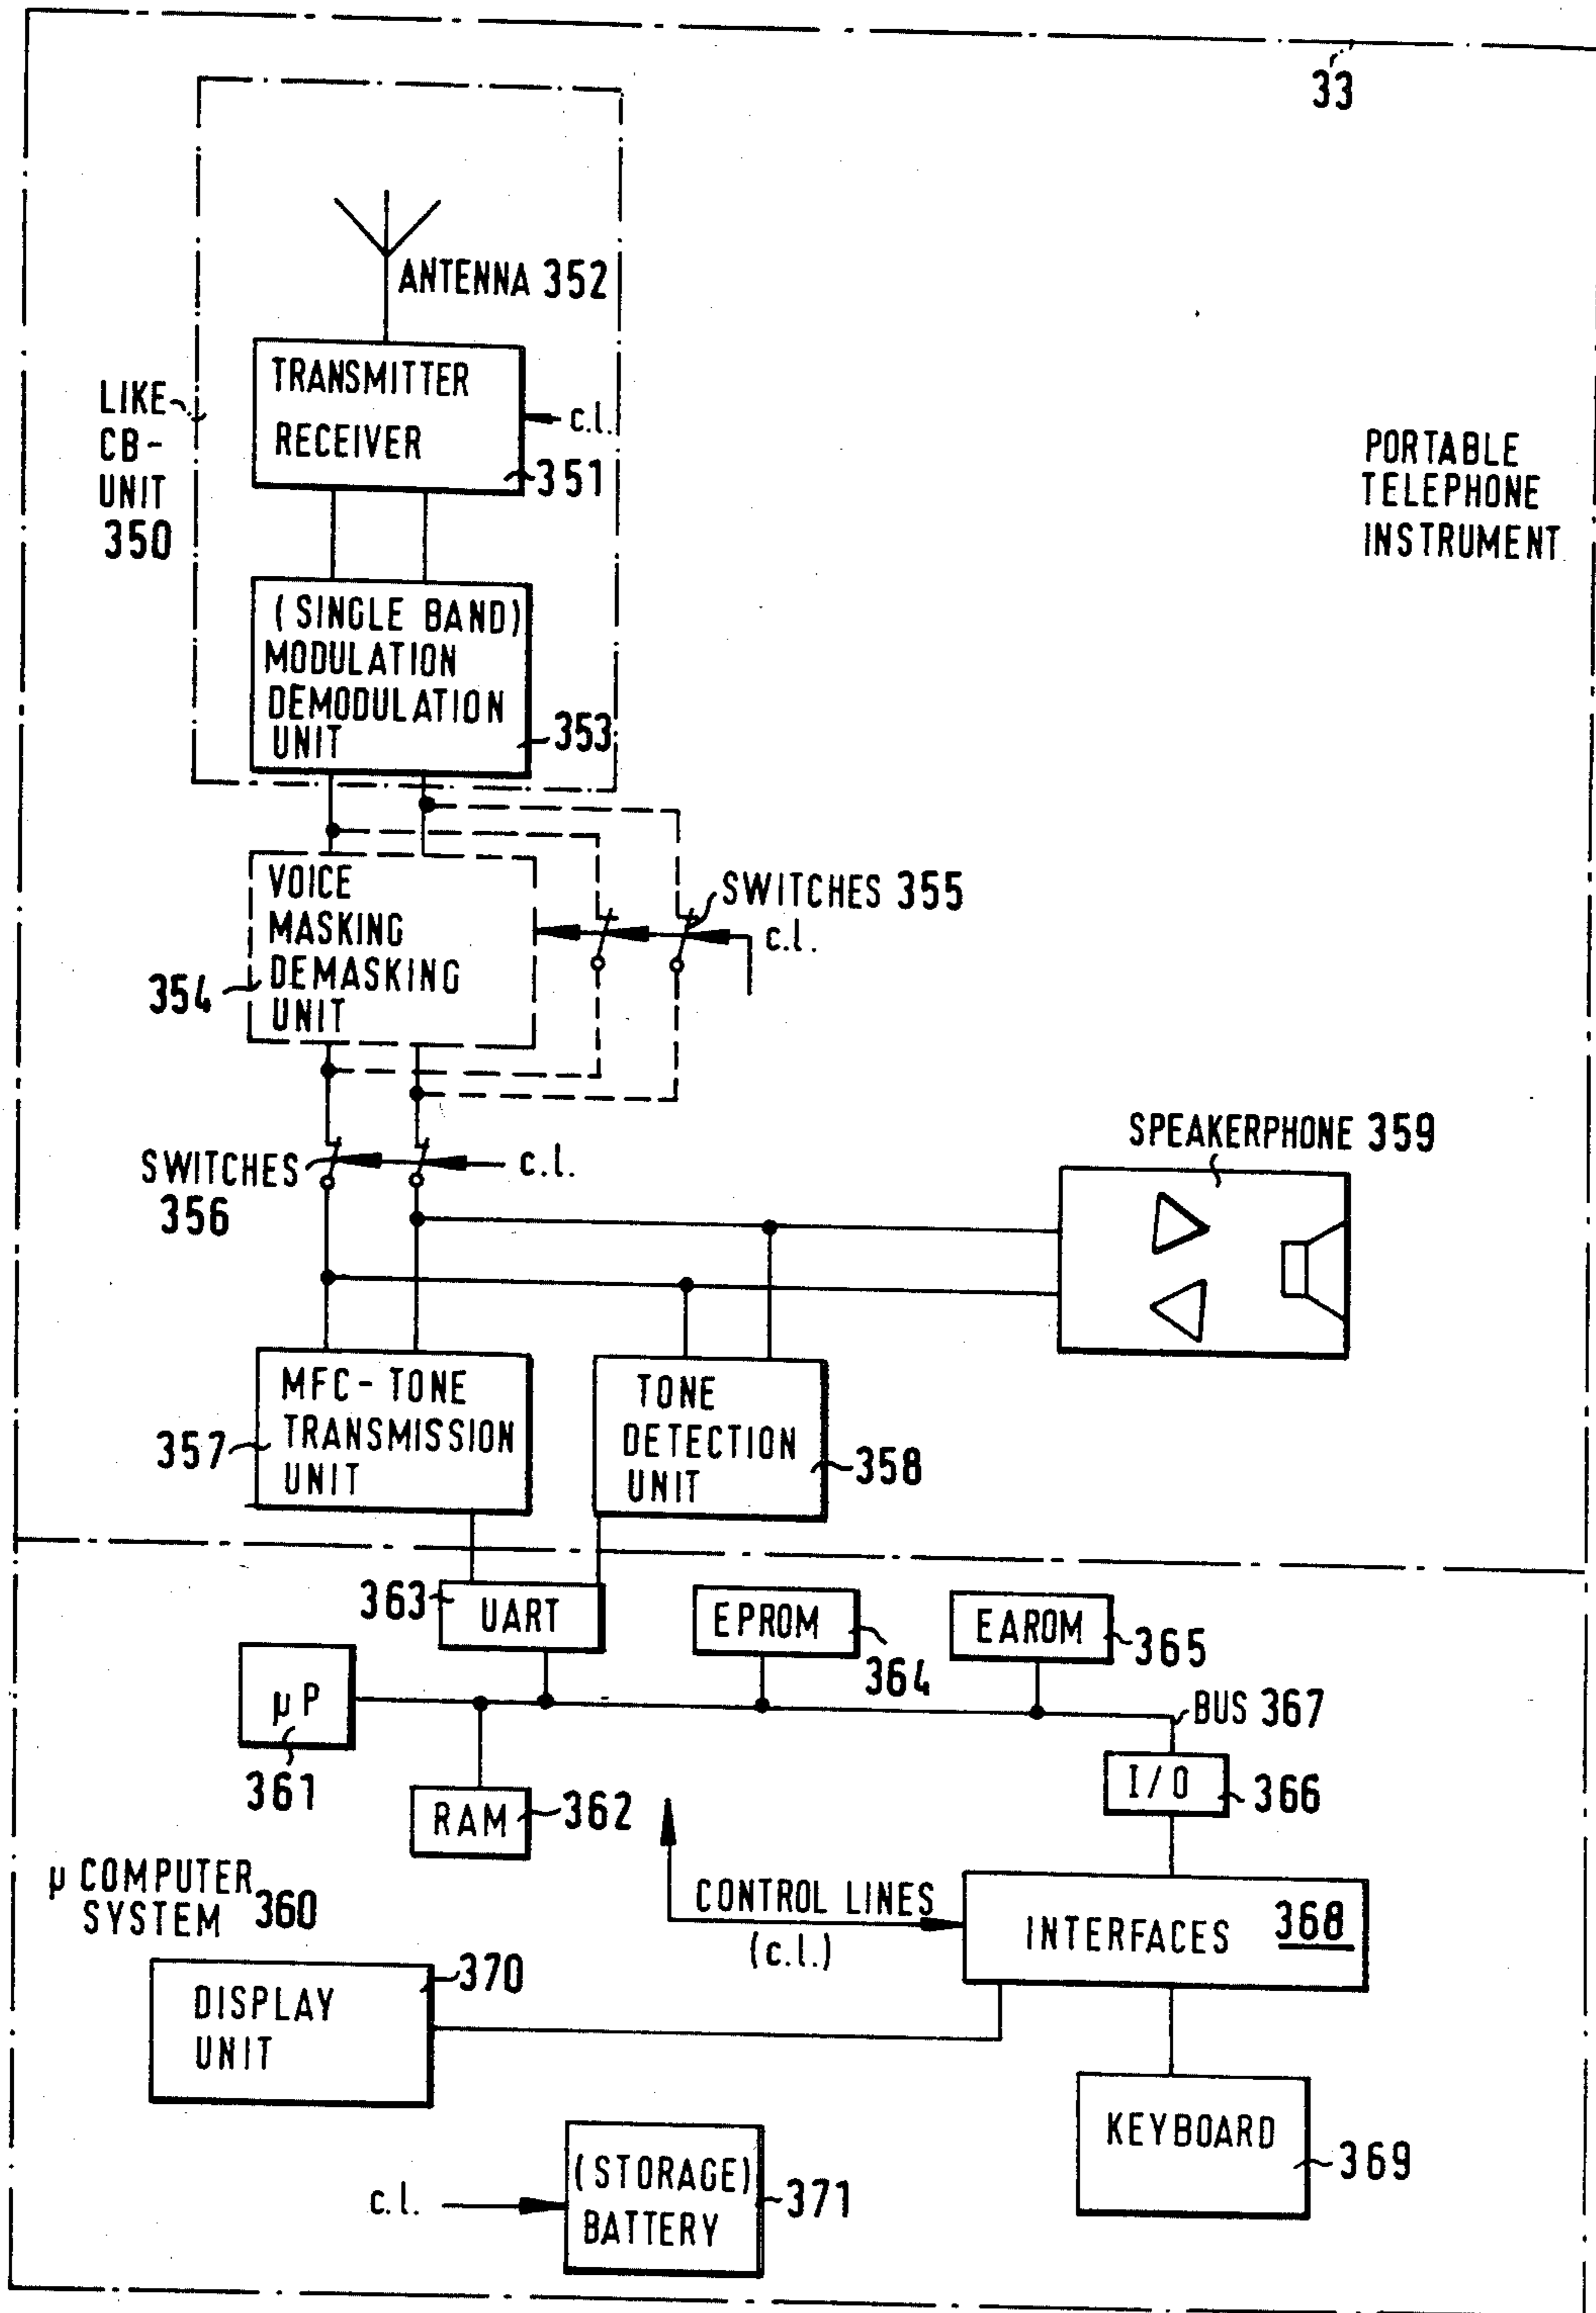 33
ANTENNA 352
TRANSMITTER
RECEIVER
c.l.
351
LIKE
CB-
UNIT
350
PORTABLE
TELEPHONE
INSTRUMENT
(SINGLE BAND)
MODULATION
DEMODULATION
UNIT
353
VOICE
MASKING
DEMASKING
UNIT
354
SWITCHES 355
c.l.
SWITCHES
356
c.l.
SPEAKERPHONE 359
MFC-TONE
TRANSMISSION
UNIT
357
TONE
DETECTION
UNIT
358
363
UART
EPROM
364
EAROM
365
µP
361
BUS 367
RAM
362
I/O
366
µ COMPUTER
SYSTEM 360
CONTROL LINES
(c.l.)
INTERFACES 368
DISPLAY
UNIT
370
KEYBOARD
369
c.l.
(STORAGE)
BATTERY
371